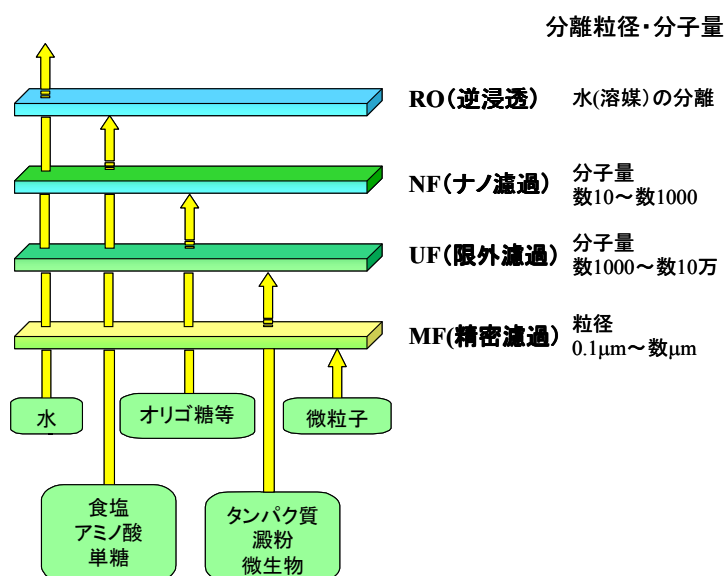 分離粒径・分子量
RO(逆浸透) 水(溶媒)の分離
NF(ナノ濾過) 分子量
数10～数1000
UF(限外濾過) 分子量
数1000～数10万
MF(精密濾過) 粒径
0.1μm～数μm
水
オリゴ糖等
微粒子
食塩
アミノ酸
単糖
タンパク質
澱粉
微生物